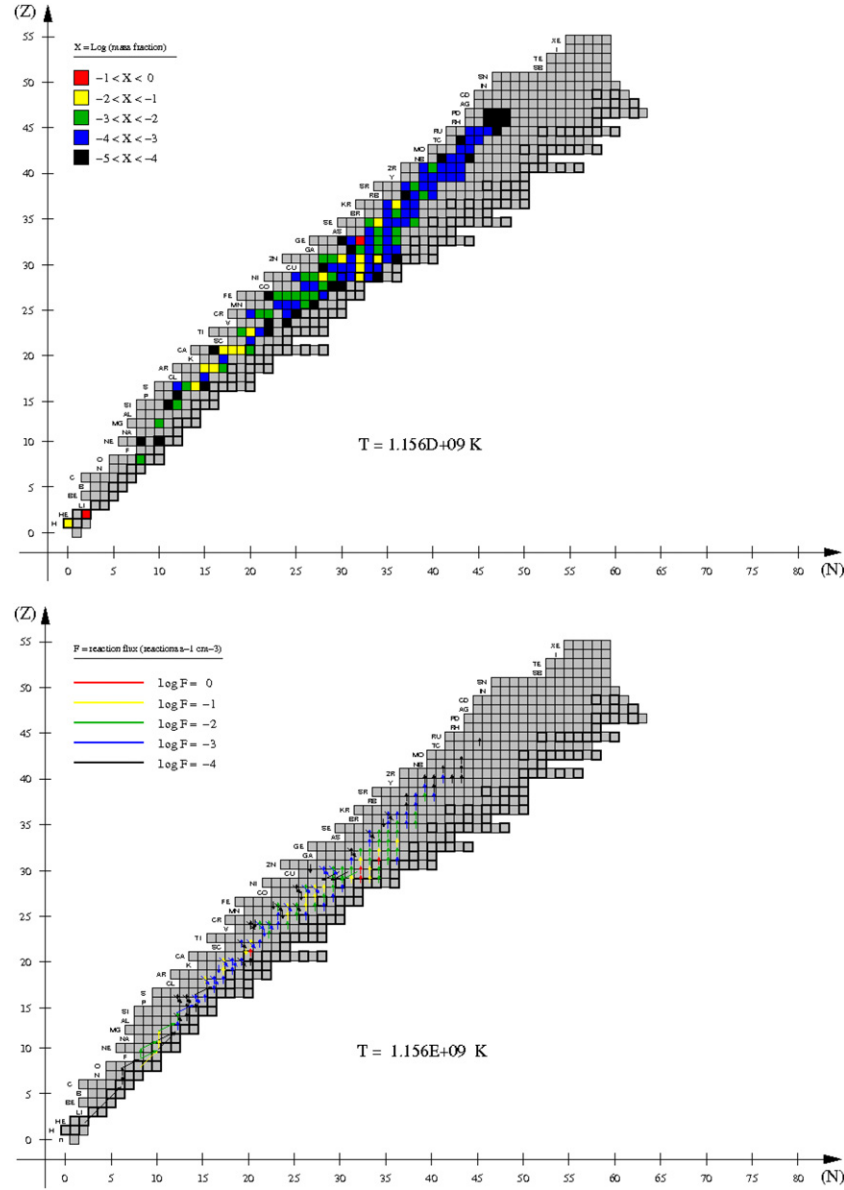 (Z)
X = Log (mass fraction)
−1 < X < 0
−2 < X < −1
−3 < X < −2
−4 < X < −3
−5 < X < −4
55
50
45
40
35
30
25
20
15
10
5
0
XE
I
TE
SB
SN
IN
CD
AG
PD
RH
RU
TC
MO
NB
ZR
Y
SR
RB
KR
BR
SE
AS
GE
GA
ZN
CU
NI
CO
FE
MN
CR
V
TI
SC
CA
K
AR
CL
S
P
SI
AL
MG
NA
NE
F
O
N
C
B
BE
LI
HE
H
T = 1.156D+09 K
0 5 10 15 20 25 30 35 40 45 50 55 60 65 70 75 80 (N)
(Z)
F = reaction flux (reactions s−1 cm−3)
log F = 0
log F = −1
log F = −2
log F = −3
log F = −4
55
50
45
40
35
30
25
20
15
10
5
0
XE
I
TE
SB
SN
IN
CD
AG
PD
RH
RU
TC
MO
NB
ZR
Y
SR
RB
KR
BR
SE
AS
GE
GA
ZN
CU
NI
CO
FE
MN
CR
V
TI
SC
CA
K
AR
CL
S
P
SI
AL
MG
NA
NE
F
O
N
C
B
BE
LI
HE
H
n
T = 1.156E+09 K
0 5 10 15 20 25 30 35 40 45 50 55 60 65 70 75 80 (N)